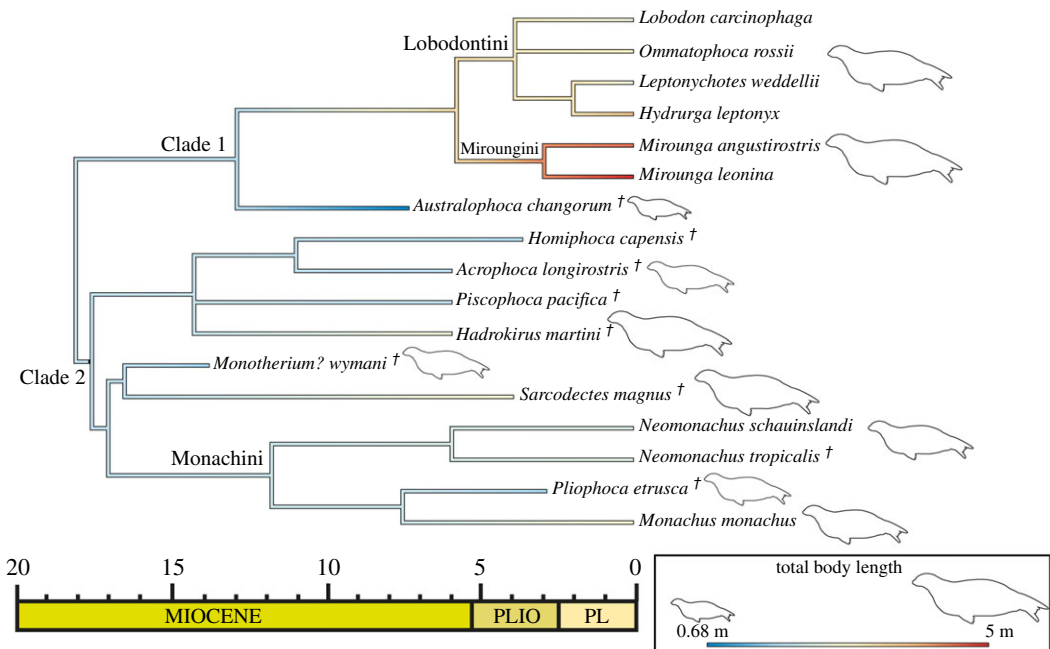 Lobodon carcinophaga
Lobodontini
Ommatophoca rossii
Leptonychotes weddellii
Hydrurga leptonyx
Clade 1
Miroungini
Mirounga angustirostris
Mirounga leonina
Australophoca changorum †
Homiphoca capensis †
Acrophoca longirostris †
Piscophoca pacifica †
Hadrokirus martini †
Monotherium? wymani †
Clade 2
Sarcodectes magnus †
Neomonachus schauinslandi
Monachini
Neomonachus tropicalis †
Pliophoca etrusca †
Monachus monachus
20 15 10 5 0
MIOCENE PLIO PL
total body length
0.68 m 5 m